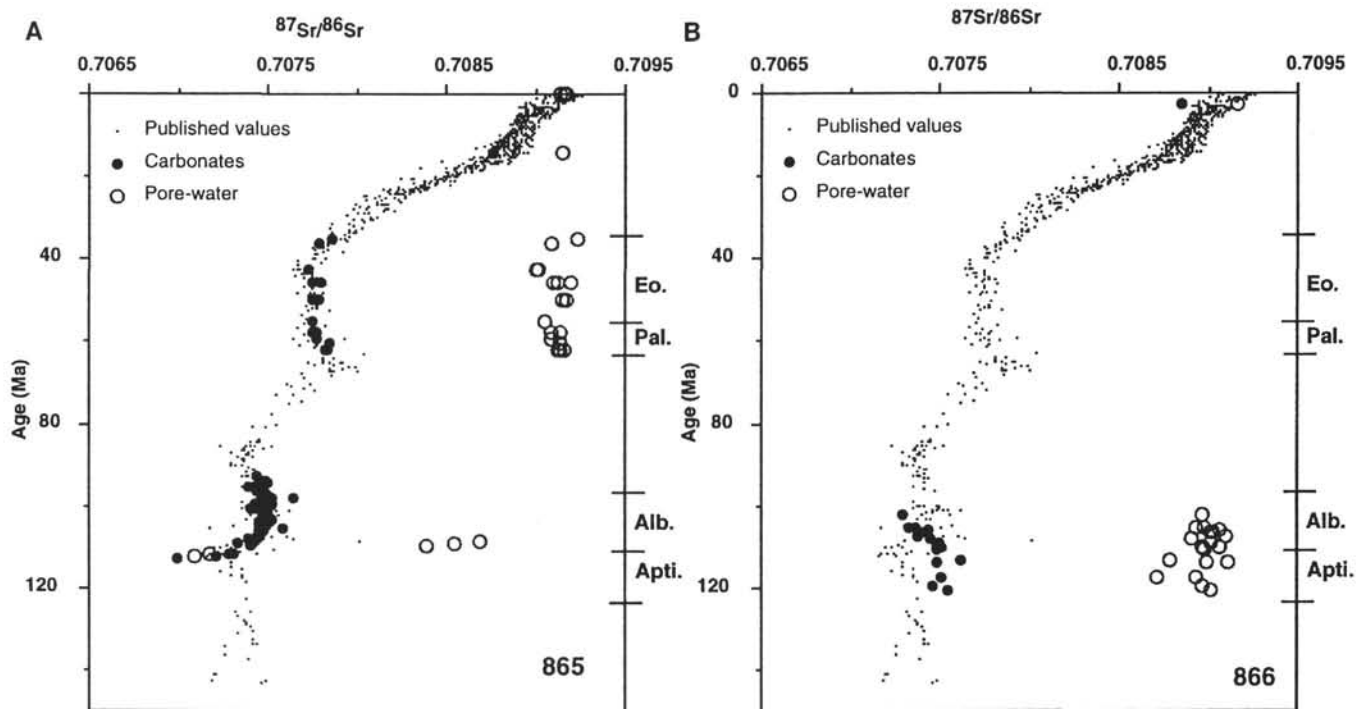 A
87Sr/86Sr
0.7065 0.7075 0.7085 0.7095
Published values
Carbonates
Pore-water
40
80
120
Age (Ma)
Eo.
Pal.
Alb.
Apti.
865
B
87Sr/86Sr
0.7065 0.7075 0.7085 0.7095
0
Published values
Carbonates
Pore-water
40
80
120
Age (Ma)
Eo.
Pal.
Alb.
Apti.
866